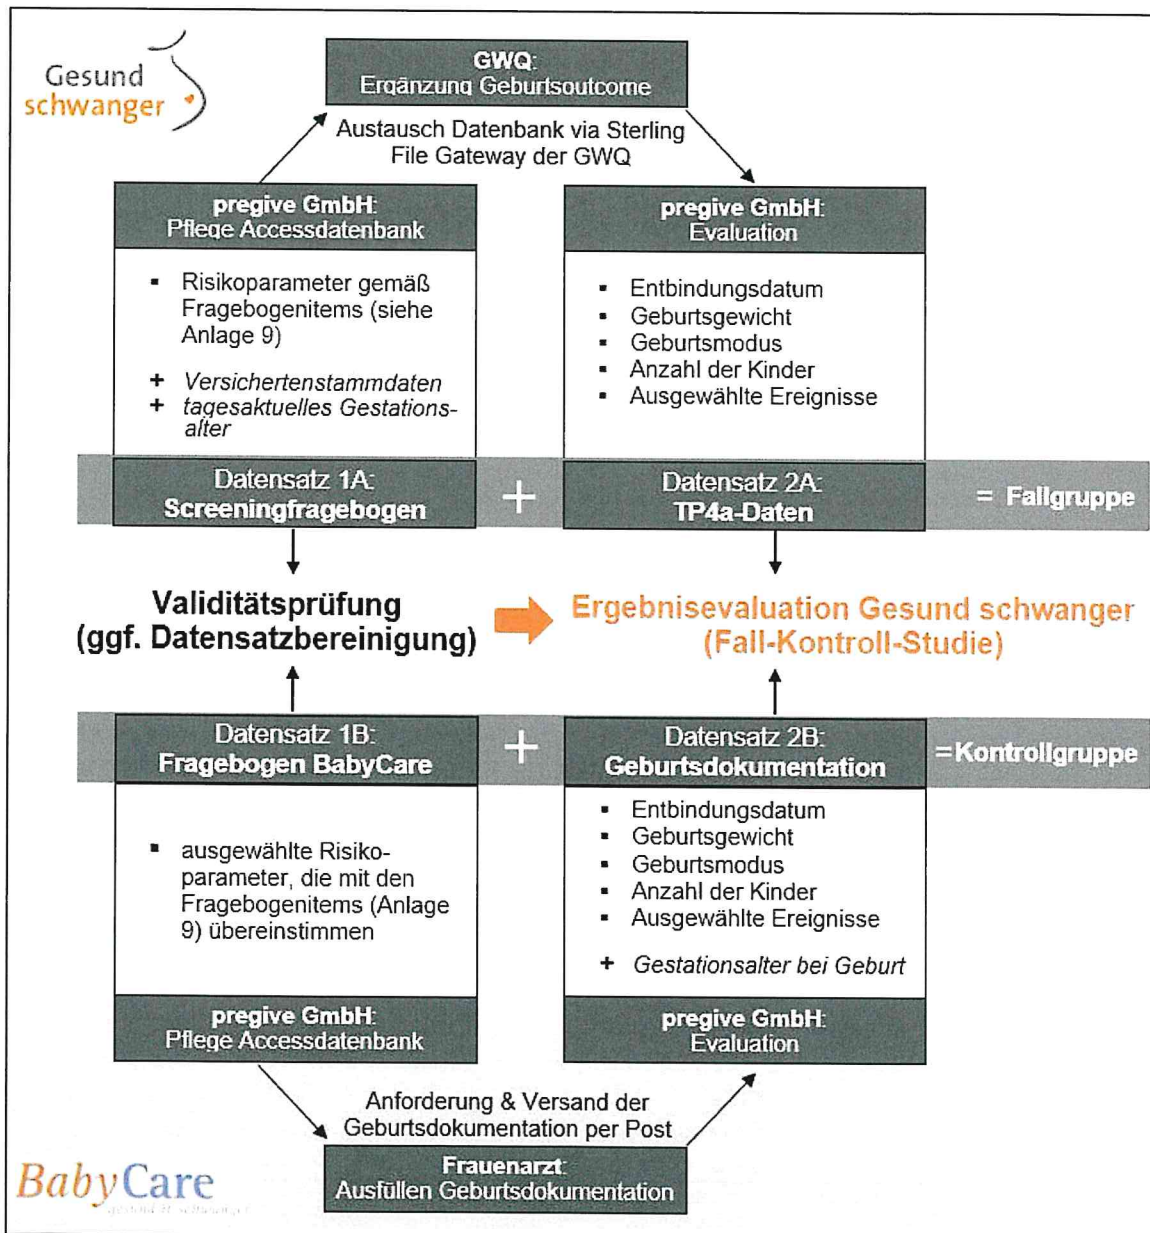 Gesund
schwanger
GWQ:
Ergänzung Geburtsoutcome
Austausch Datenbank via Sterling
File Gateway der GWQ
pregive GmbH:
Pflege Accessdatenbank
▪ Risikoparameter gemäß
Fragebogenitems (siehe
Anlage 9)
+ Versichertenstammdaten
+ tagesaktuelles Gestations-
alter
pregive GmbH:
Evaluation
▪ Entbindungsdatum
▪ Geburtsgewicht
▪ Geburtsmodus
▪ Anzahl der Kinder
▪ Ausgewählte Ereignisse
Datensatz 1A:
Screeningfragebogen
+
Datensatz 2A:
TP4a-Daten
= Fallgruppe
Validitätsprüfung
(ggf. Datensatzbereinigung)
Ergebnisevaluation Gesund schwanger
(Fall-Kontroll-Studie)
Datensatz 1B:
Fragebogen BabyCare
+
Datensatz 2B:
Geburtsdokumentation
=Kontrollgruppe
▪ ausgewählte Risiko-
parameter, die mit den
Fragebogenitems (Anlage
9) übereinstimmen
▪ Entbindungsdatum
▪ Geburtsgewicht
▪ Geburtsmodus
▪ Anzahl der Kinder
▪ Ausgewählte Ereignisse
+ Gestationsalter bei Geburt
pregive GmbH:
Pflege Accessdatenbank
pregive GmbH:
Evaluation
Anforderung & Versand der
Geburtsdokumentation per Post
Frauenarzt:
Ausfüllen Geburtsdokumentation
BabyCare